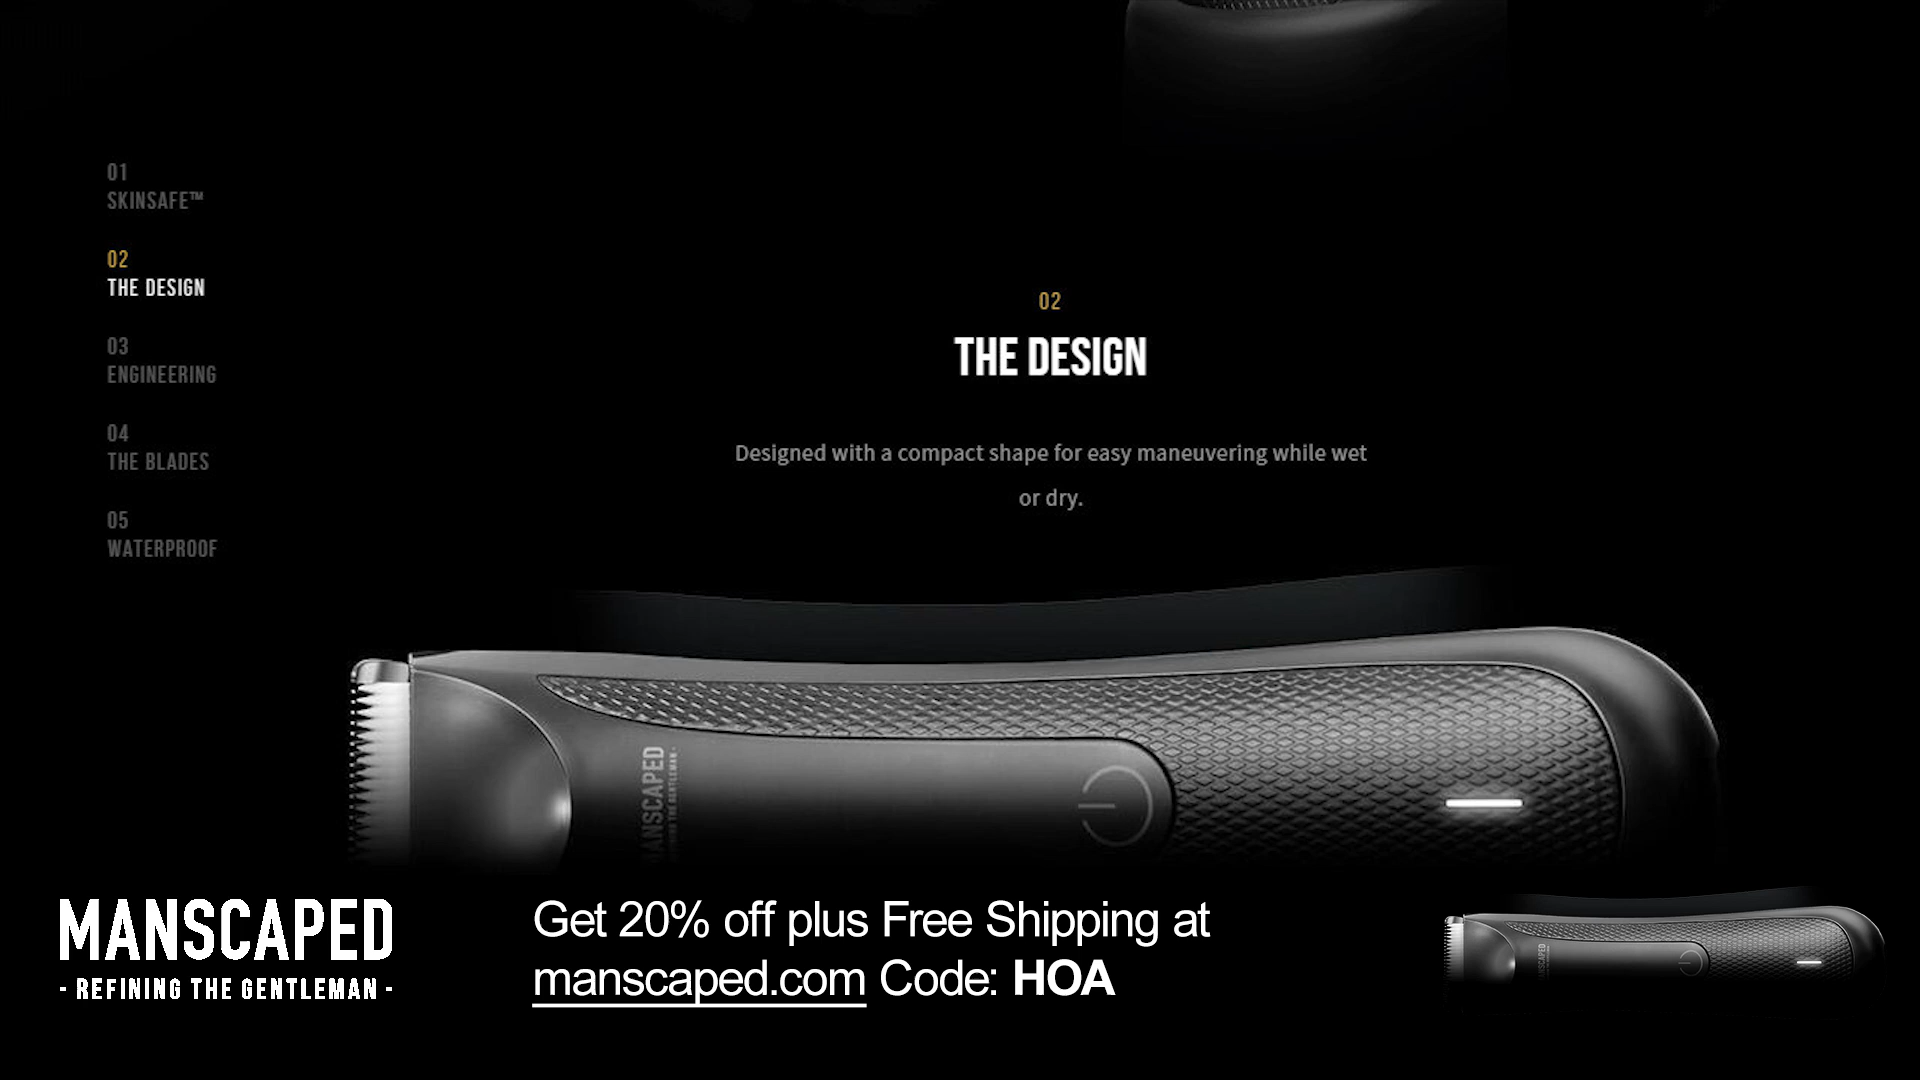 01
SKINSAFE™
02
THE DESIGN
03
ENGINEERING
04
THE BLADES
05
WATERPROOF
02
THE DESIGN
Designed with a compact shape for easy maneuvering while wet
or dry.
MANSCAPED
MANSCAPED
- REFINING THE GENTLEMAN -
Get 20% off plus Free Shipping at
manscaped.com Code: HOA